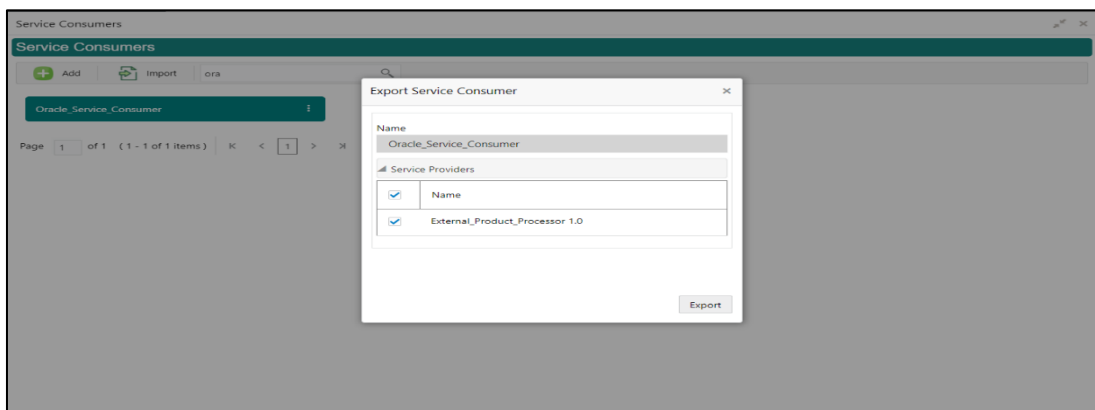 Service Consumers
Service Consumers
Add Import ora
Oracle_Service_Consumer
Page 1 of 1 ( 1 - 1 of 1 items ) K < 1 > >|
Export Service Consumer
Name
Oracle_Service_Consumer
Service Providers
Name
External_Product_Processor 1.0
Export